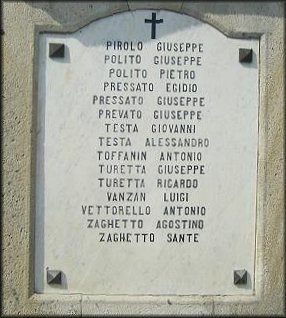 PIROLO GIUSEPPE
POLITO GIUSEPPE
POLITO PIETRO
PRESSATO EGIDIO
PRESSATO GIUSEPPE
PREVATO GIUSEPPE
TESTA GIOVANNI
TESTA ALESSANDRO
TOFFANIN ANTONIO
TURETTA GIUSEPPE
TURETTA RICARDO
VANZAN LUIGI
VETTORELLO ANTONIO
ZAGHETTO AGOSTINO
ZAGHETTO SANTE